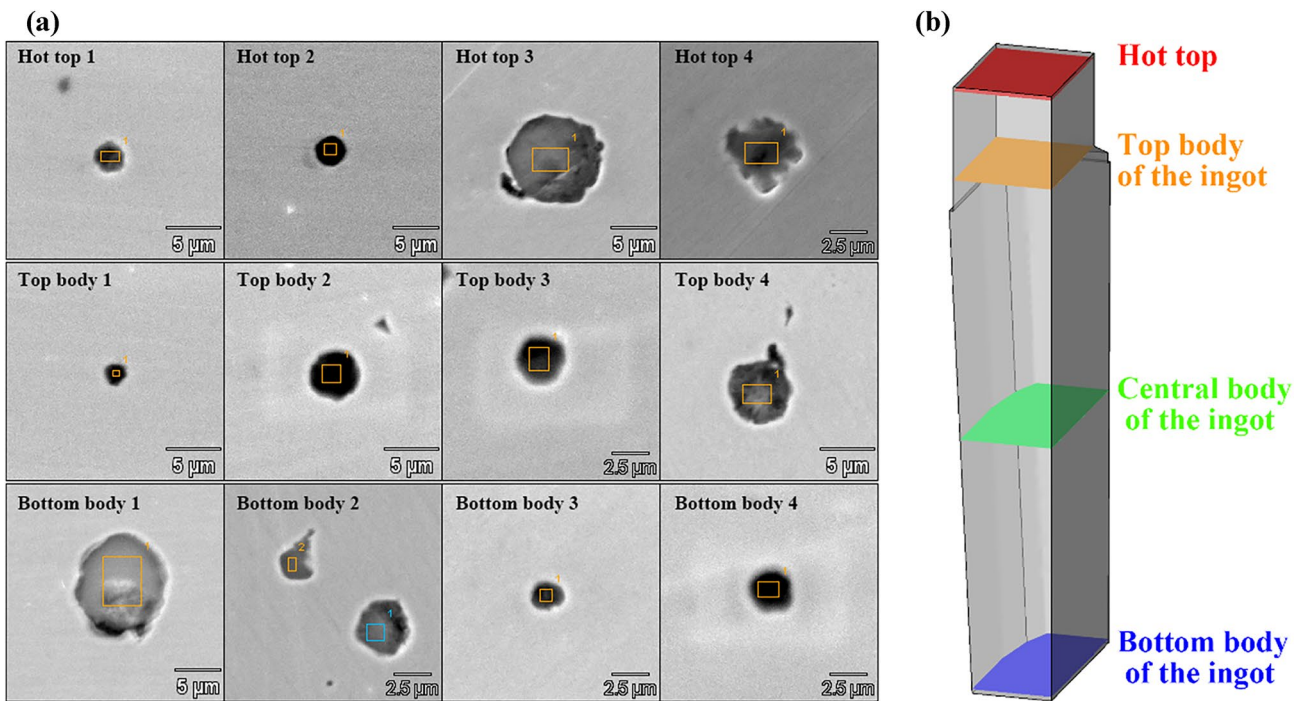 (a)
Hot top 1
1
5 μm
Hot top 2
1
5 μm
Hot top 3
1
5 μm
Hot top 4
1
2.5 μm
Top body 1
1
5 μm
Top body 2
1
5 μm
Top body 3
1
2.5 μm
Top body 4
1
5 μm
Bottom body 1
1
5 μm
Bottom body 2
2
1
2.5 μm
Bottom body 3
1
2.5 μm
Bottom body 4
1
2.5 μm
(b)
Hot top
Top body
of the ingot
Central body
of the ingot
Bottom body
of the ingot